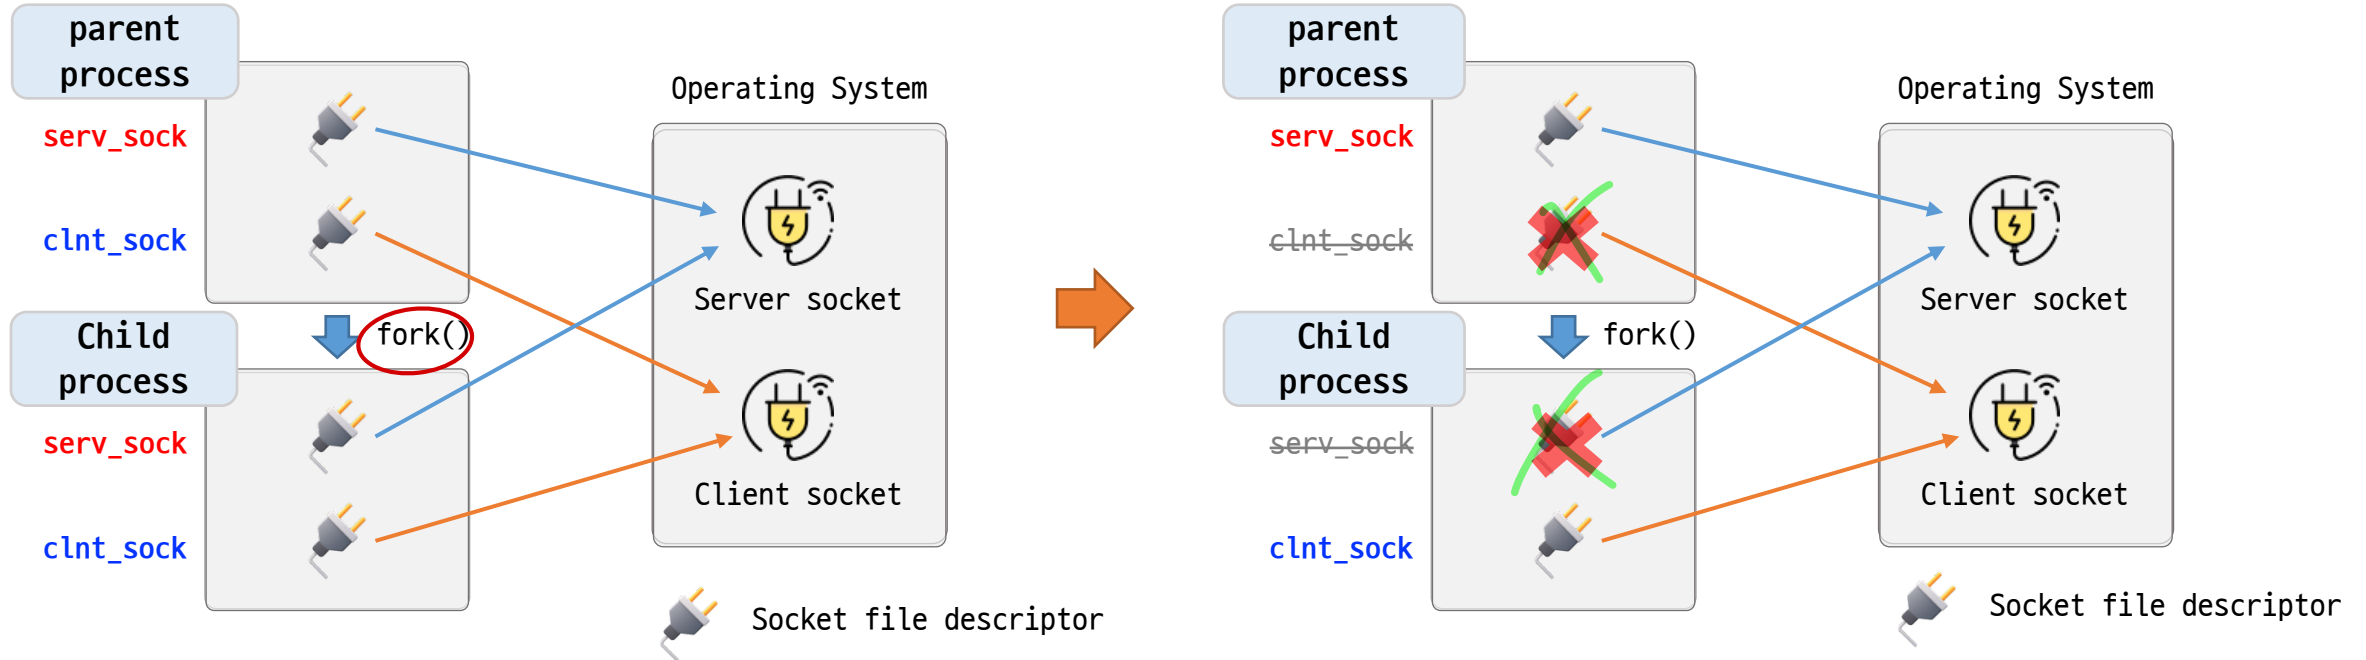 parent
process
serv_sock
clnt_sock
fork()
Child
process
serv_sock
clnt_sock
Operating System
Server socket
Client socket
Socket file descriptor
parent
process
serv_sock
clnt_sock
fork()
Child
process
serv_sock
clnt_sock
Operating System
Server socket
Client socket
Socket file descriptor